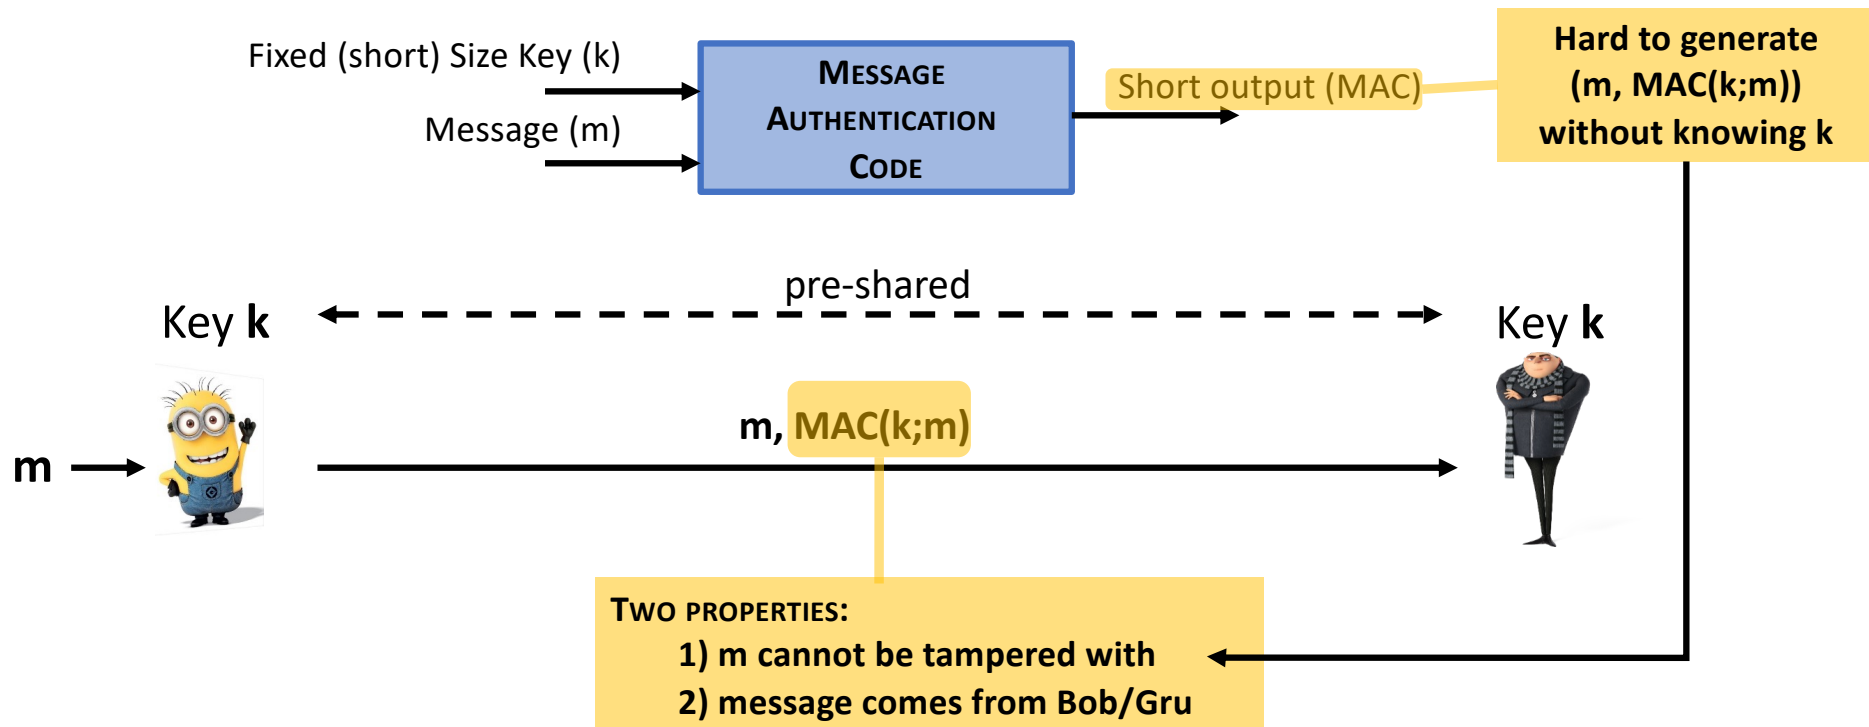 Fixed (short) Size Key (k)
Message (m)
MESSAGE
AUTHENTICATION
CODE
Short output (MAC)
Hard to generate
(m, MAC(k;m))
without knowing k
pre-shared
Key k
Key k
m, MAC(k;m)
m
TWO PROPERTIES:
1) m cannot be tampered with
2) message comes from Bob/Gru